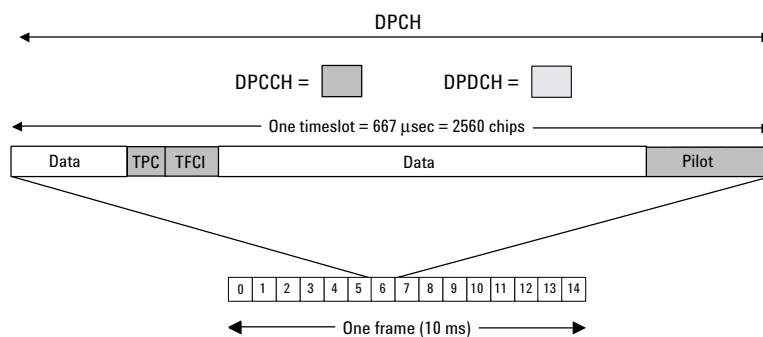 DPCH
DPCCH = DPDCH =
One timeslot = 667 μsec = 2560 chips
Data TPC TFCI Data Pilot
0 1 2 3 4 5 6 7 8 9 10 11 12 13 14
One frame (10 ms)